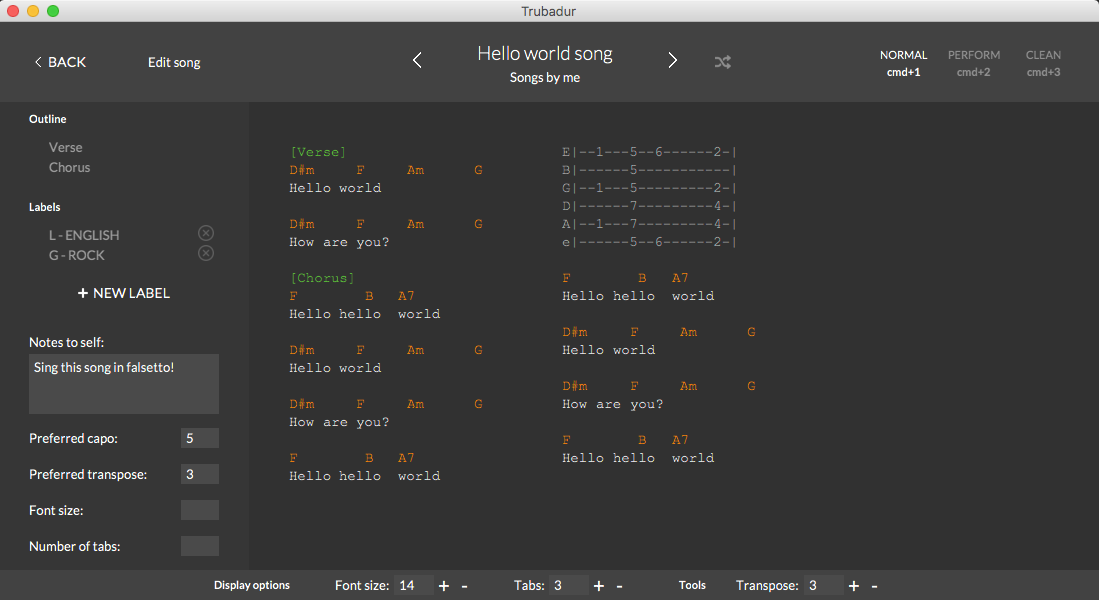 Trubadur
BACK
Edit song
Hello world song
Songs by me
NORMAL
cmd+1
PERFORM
cmd+2
CLEAN
cmd+3
Outline
Verse
Chorus
Labels
L - ENGLISH
G - ROCK
+ NEW LABEL
Notes to self:
Sing this song in falsetto!
Preferred capo: 5
Preferred transpose: 3
Font size:
Number of tabs:
[Verse]
D#m     F     Am      G
Hello world
D#m     F     Am      G
How are you?
[Chorus]
F        B   A7
Hello hello  world
D#m     F     Am      G
Hello world
D#m     F     Am      G
How are you?
F        B   A7
Hello hello  world
E|--1---5--6------2-|
B|------5-----------|
G|--1---5---------2-|
D|------7---------4-|
A|--1---7---------4-|
e|------5--6------2-|
F        B   A7
Hello hello  world
D#m     F     Am      G
Hello world
D#m     F     Am      G
How are you?
F        B   A7
Hello hello  world
Display options Font size: 14 + - Tabs: 3 + - Tools Transpose: 3 + -